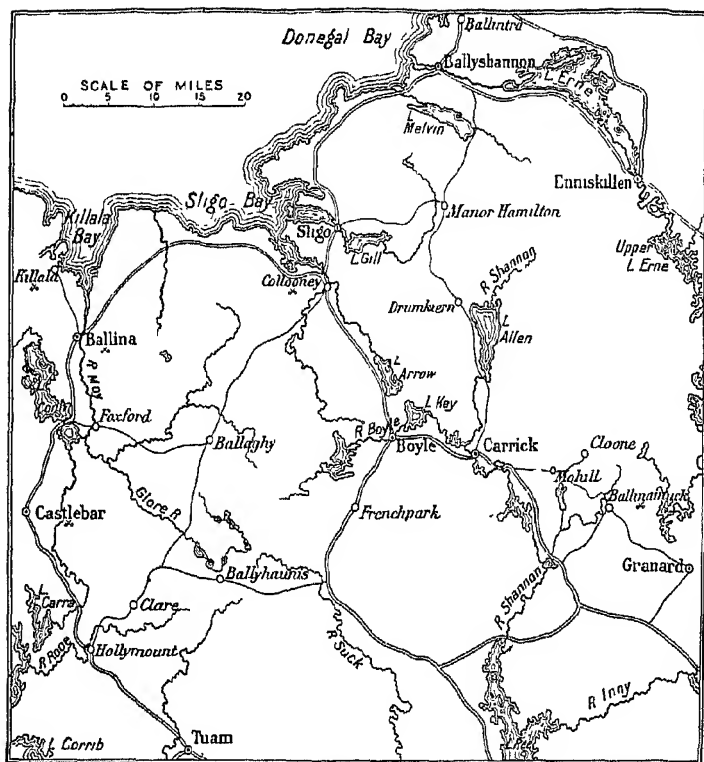 Donegal Bay
Ballintra
Ballyshannon
SCALE OF MILES
0 5 10 15 20
L. Erne
L Melvin
Enniskillen
Killala Bay
Sligo Bay
Sligo
Manor Hamilton
L. Gill
Upper L. Erne
Killala
Collooney
R Shannon
Drumkiern
L Allen
Ballina
R. Moy
L Arrow
L Key
Conn
Foxford
Ballaghy
R Boyle
Boyle
Carrick
Cloone
Mohill
Glore R
Castlebar
Frenchpark
Ballinamuck
Granard
Ballyhaunis
L. Carra
Clare
R. Shannon
Hollymount
R Robe
R Suck
R Inny
L Corrib
Tuam